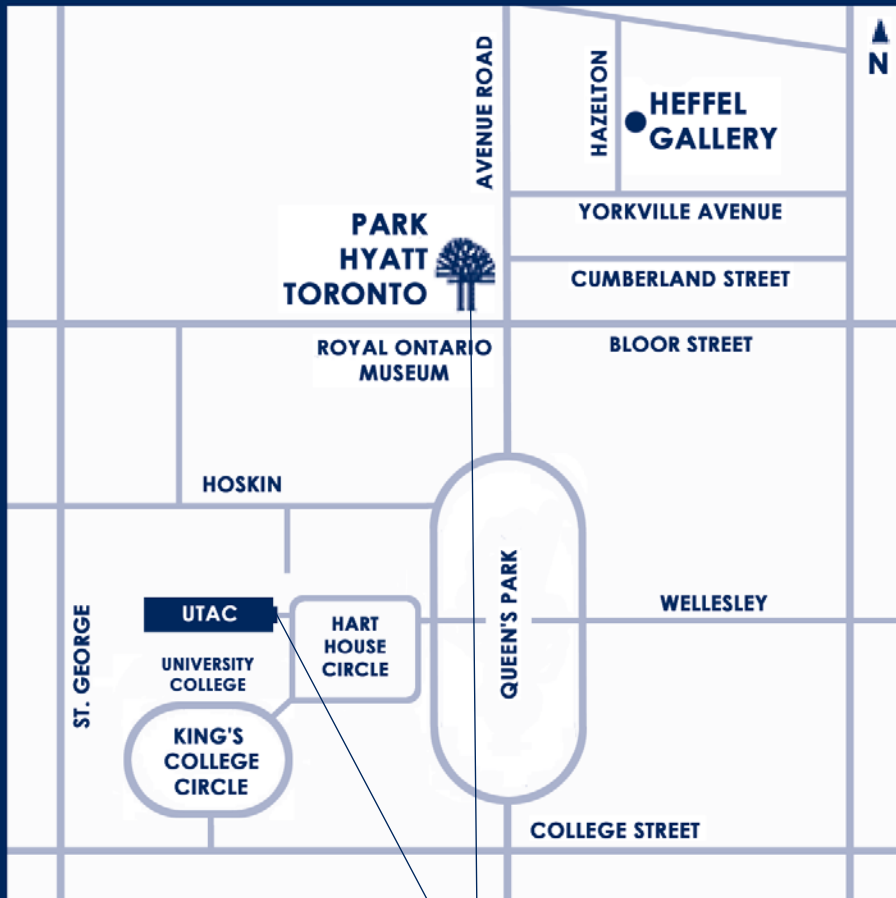 N
AVENUE ROAD
HAZELTON
HEFFEL
GALLERY
YORKVILLE AVENUE
PARK
HYATT
TORONTO
CUMBERLAND STREET
ROYAL ONTARIO
MUSEUM
BLOOR STREET
HOSKIN
QUEEN'S PARK
WELLESLEY
UTAC
HART
HOUSE
CIRCLE
ST. GEORGE
UNIVERSITY
COLLEGE
KING'S
COLLEGE
CIRCLE
COLLEGE STREET